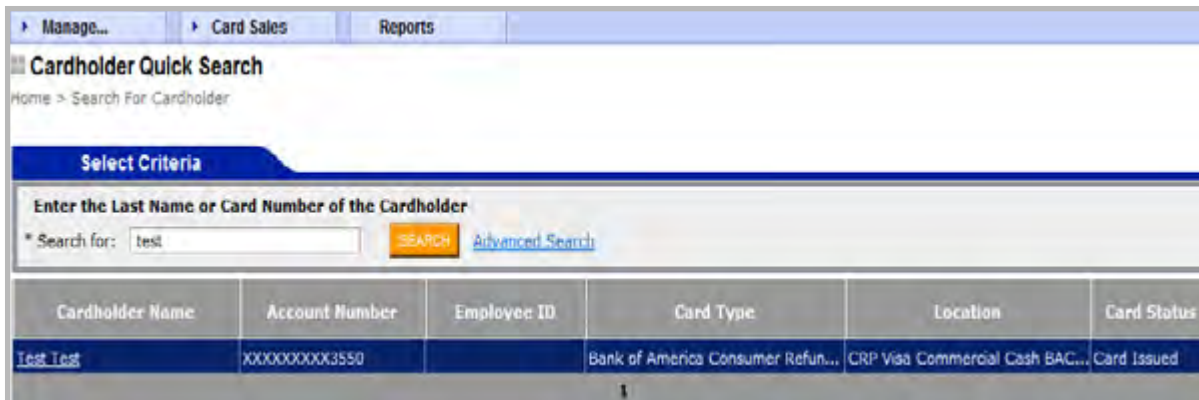 Manage... Card Sales Reports
Cardholder Quick Search
Home > Search For Cardholder
Select Criteria
Enter the Last Name or Card Number of the Cardholder
* Search for: test SEARCH Advanced Search
Cardholder Name Account Number Employee ID Card Type Location Card Status
Test Test XXXXXXXXX3550 Bank of America Consumer Refun... CRP Visa Commercial Cash BAC... Card Issued
1